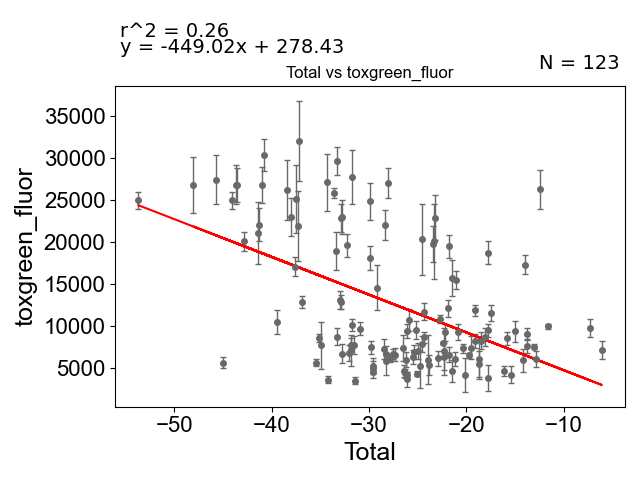 r^2 = 0.26
y = -449.02x + 278.43
N = 123
Total vs toxgreen_fluor
toxgreen_fluor
35000
30000
25000
20000
15000
10000
5000
−50
−40
−30
−20
−10
Total